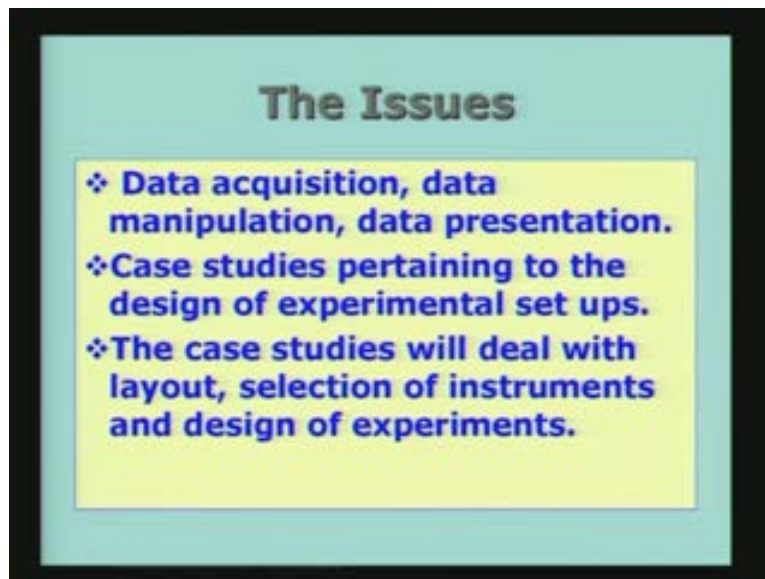 The Issues
❖ Data acquisition, data
manipulation, data presentation.
❖Case studies pertaining to the
design of experimental set ups.
❖The case studies will deal with
layout, selection of instruments
and design of experiments.